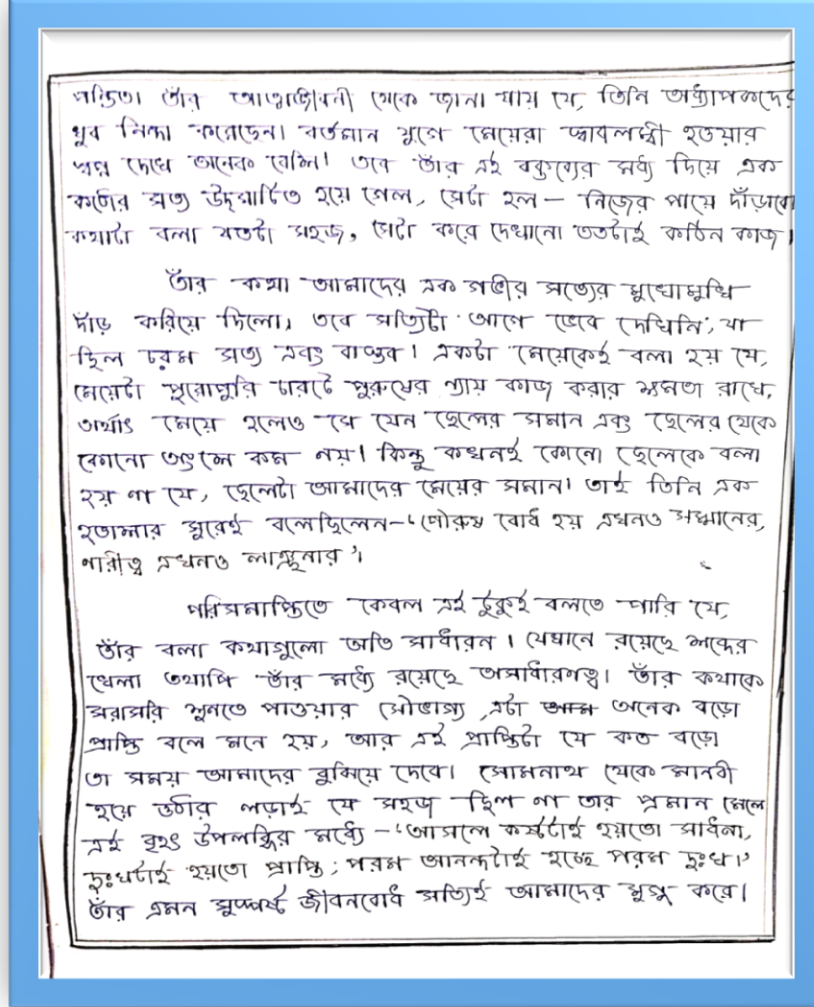 পণ্ডিত। তাঁর আত্মজীবনী থেকে জানা যায় যে, তিনি অধ্যাপকদের
খুব নিন্দা করেছেন। বর্তমান যুগে মেয়েরা স্বাবলম্বী হওয়ার
স্বপ্ন দেখে অনেক বেশি। তবে তাঁর এই বক্তব্যের মধ্য দিয়ে এক
কঠোর সত্য উদ্ঘাটিত হয়ে গেল, সেটা হল — নিজের পায়ে দাঁড়াবো
কথাটা বলা যতটা সহজ, সেটা করে দেখানো ততটাই কঠিন কাজ।
তাঁর কথা আমাদের এক গভীর সত্যের মুখোমুখি
দাঁড় করিয়ে দিলো, তবে সত্যিটা আগে ভেবে দেখিনি; যা
ছিল চরম সত্য এবং বাস্তব। একটা মেয়েকেই বলা হয় যে,
মেয়েটা পুরোপুরি চারটে পুরুষের ন্যায় কাজ করার ক্ষমতা রাখে,
অর্থাৎ মেয়ে হলেও সে যেন ছেলের সমান এবং ছেলের থেকে
কোনো অংশে কম নয়। কিন্তু কখনই কোনো ছেলেকে বলা
হয় না যে, ছেলেটা আমাদের মেয়ের সমান। তাই তিনি এক
হতাশার সুরেই বলেছিলেন—'পৌরুষ বোধ হয় এখনও সম্মানের,
নারীত্ব এখনও লাঞ্ছনার'।
পরিসমাপ্তিতে কেবল এই টুকুই বলতে পারি যে,
তাঁর বলা কথাগুলো অতি সাধারন। যেখানে রয়েছে শব্দের
খেলা তথাপি তাঁর মধ্যে রয়েছে অসাধারণত্ব। তাঁর কথাকে
সরাসরি শুনতে পাওয়ার সৌভাগ্য এটা অনেক বড়ো
প্রাপ্তি বলে মনে হয়, আর এই প্রাপ্তিটা যে কত বড়ো
তা সময় আমাদের বুঝিয়ে দেবে। সোমনাথ থেকে মানবী
হয়ে ওঠার লড়াই যে সহজ ছিল না তার প্রমান মেলে
এই বৃহৎ উপলব্ধির মধ্যে – 'আসলে কষ্টটাই হয়তো সাধনা,
দুঃখটাই হয়তো প্রাপ্তি; পরম আনন্দটাই হচ্ছে পরম দুঃখ।'
তাঁর এমন সুস্পষ্ট জীবনবোধ সত্যিই আমাদের মুগ্ধ করে।